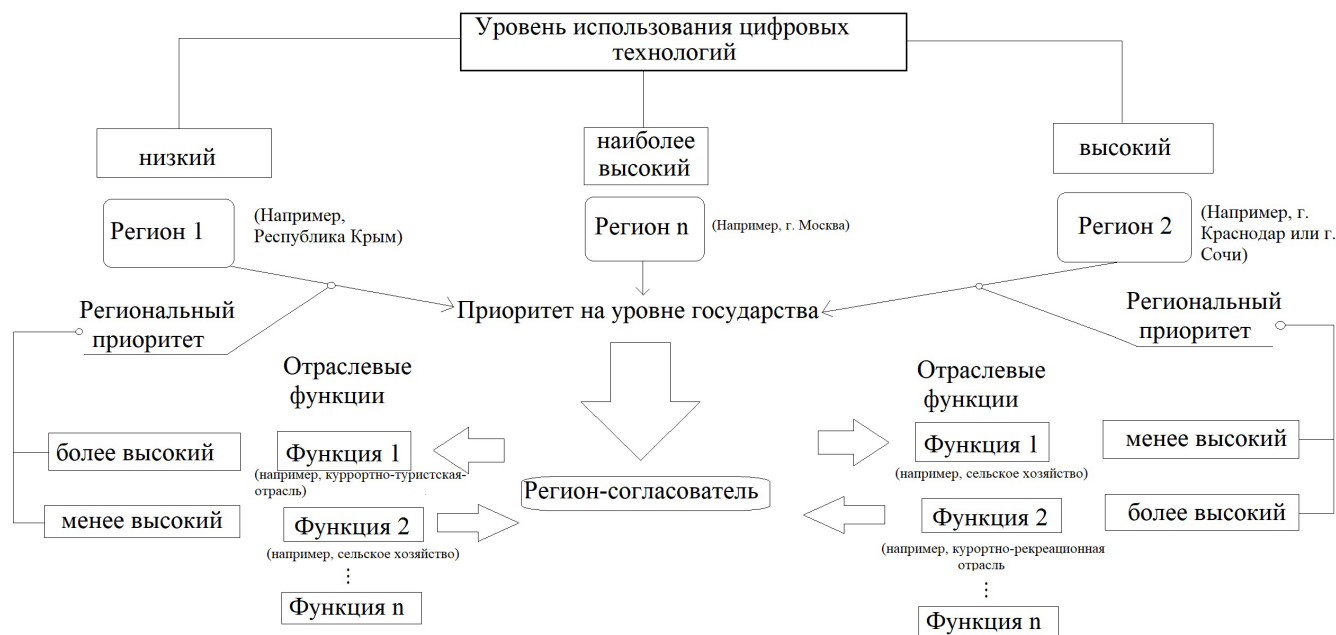 Уровень использования цифровых
технологий
низкий
наиболее
высокий
высокий
Регион 1
(Например,
Республика Крым)
Регион n
(Например, г. Москва)
Регион 2
(Например, г.
Краснодар или г.
Сочи)
Приоритет на уровне государства
Региональный
приоритет
Региональный
приоритет
Отраслевые
функции
Отраслевые
функции
более высокий
Функция 1
(например, куррортно-туристская-
отрасль)
Функция 1
(например, сельское хозяйство)
менее высокий
Регион-согласователь
менее высокий
Функция 2
(например, сельское хозяйство)
Функция 2
(например, курортно-рекреационная
отрасль
более высокий
⋮
Функция n
⋮
Функция n